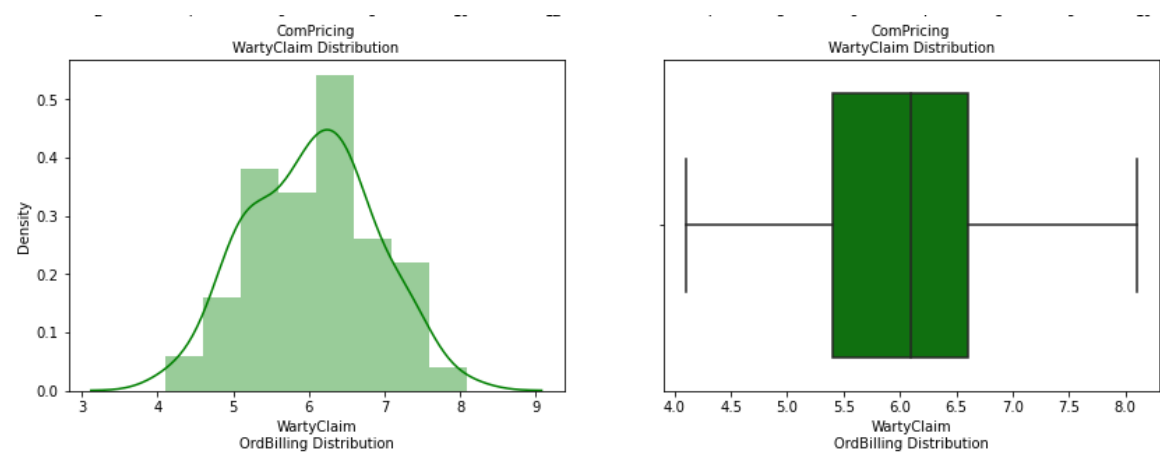 ComPricing
WartyClaim Distribution
Density
0.5
0.4
0.3
0.2
0.1
0.0
3 4 5 6 7 8 9
WartyClaim
OrdBilling Distribution
ComPricing
WartyClaim Distribution
4.0 4.5 5.0 5.5 6.0 6.5 7.0 7.5 8.0
WartyClaim
OrdBilling Distribution